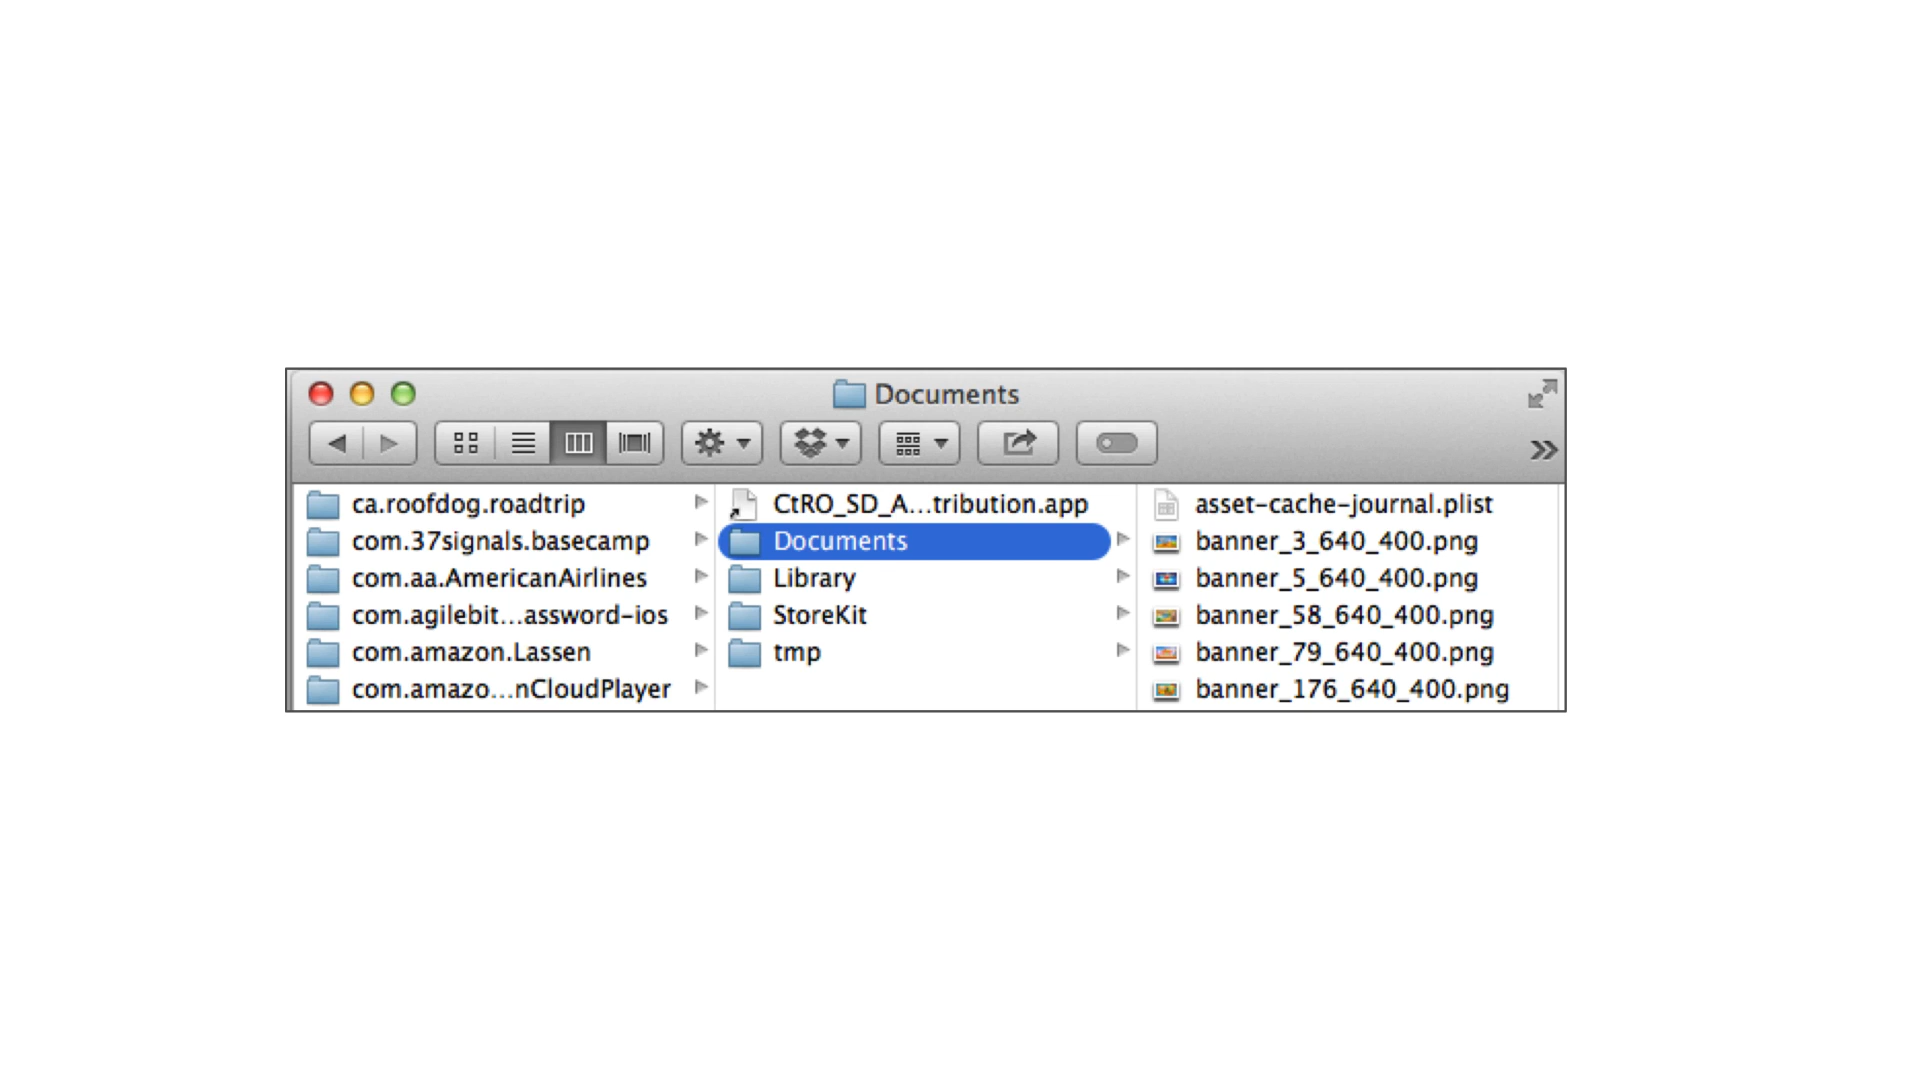 Documents
ca.roofdog.roadtrip
com.37signals.basecamp
com.aa.AmericanAirlines
com.agilebit...assword-ios
com.amazon.Lassen
com.amazo...nCloudPlayer
CtRO_SD_A...tribution.app
Documents
Library
StoreKit
tmp
asset-cache-journal.plist
banner_3_640_400.png
banner_5_640_400.png
banner_58_640_400.png
banner_79_640_400.png
banner_176_640_400.png